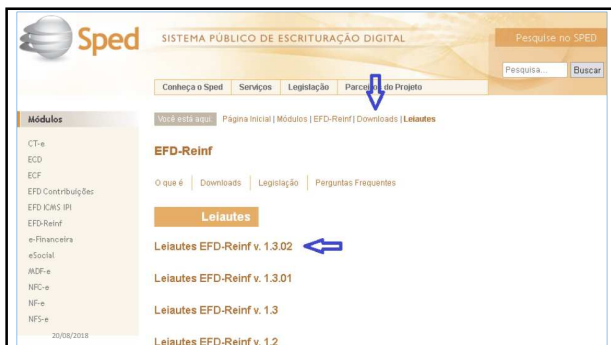 Sped
SISTEMA PÚBLICO DE ESCRITURAÇÃO DIGITAL
Pesquise no SPED
Pesquisa...
Buscar
Conheça o Sped
Serviços
Legislação
Parceiros do Projeto
Módulos
CT-e
ECD
ECF
EFD Contribuições
EFD ICMS IPI
EFD-Reinf
e-Financeira
eSocial
MDF-e
NFC-e
NF-e
NFS-e
20/08/2018
Você está aqui: Página Inicial | Módulos | EFD-Reinf | Downloads | Leiautes
EFD-Reinf
O que é
Downloads
Legislação
Perguntas Frequentes
Leiautes
Leiautes EFD-Reinf v. 1.3.02
Leiautes EFD-Reinf v. 1.3.01
Leiautes EFD-Reinf v. 1.3
Leiautes EFD-Reinf v. 1.2